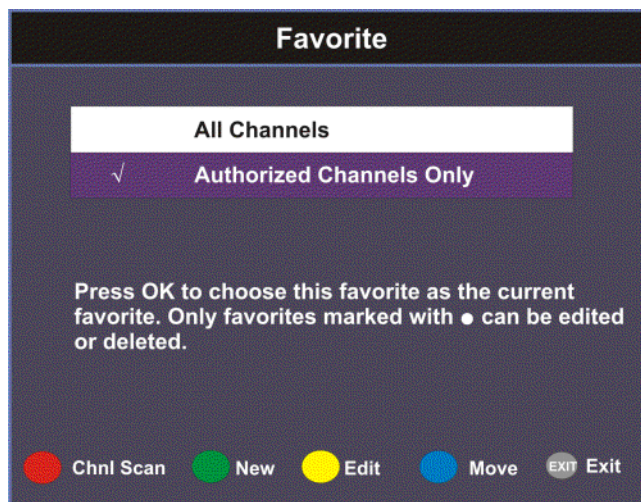 Favorite
All Channels
√ Authorized Channels Only
Press OK to choose this favorite as the current
favorite. Only favorites marked with ● can be edited
or deleted.
Chnl Scan New Edit Move EXIT Exit